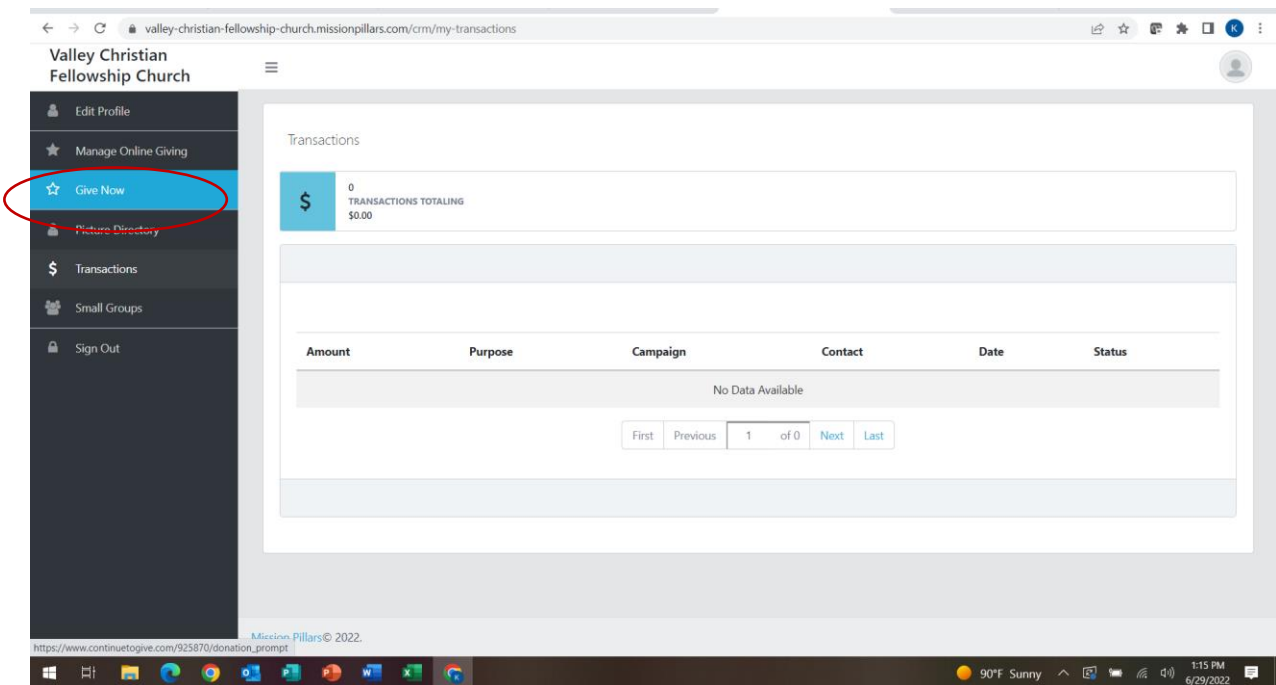 valley-christian-fellowship-church.missionpillars.com/crm/my-transactions
K
Valley Christian
Fellowship Church
Edit Profile
Manage Online Giving
Give Now
Picture Directory
$ Transactions
Small Groups
Sign Out
Transactions
$
0
TRANSACTIONS TOTALING
$0.00
Amount Purpose Campaign Contact Date Status
No Data Available
First Previous 1 of 0 Next Last
Mission Pillars© 2022.
https://www.continuetogive.com/925870/donation_prompt
90°F Sunny
1:15 PM
6/29/2022